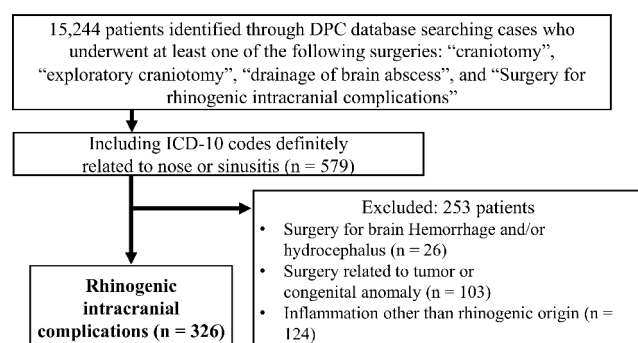 15,244 patients identified through DPC database searching cases who
underwent at least one of the following surgeries: “craniotomy”,
“exploratory craniotomy”, “drainage of brain abscess”, and “Surgery for
rhinogenic intracranial complications”
Including ICD-10 codes definitely
related to nose or sinusitis (n = 579)
Excluded: 253 patients
• Surgery for brain Hemorrhage and/or
hydrocephalus (n = 26)
• Surgery related to tumor or
congenital anomaly (n = 103)
• Inflammation other than rhinogenic origin (n =
124)
Rhinogenic
intracranial
complications (n = 326)